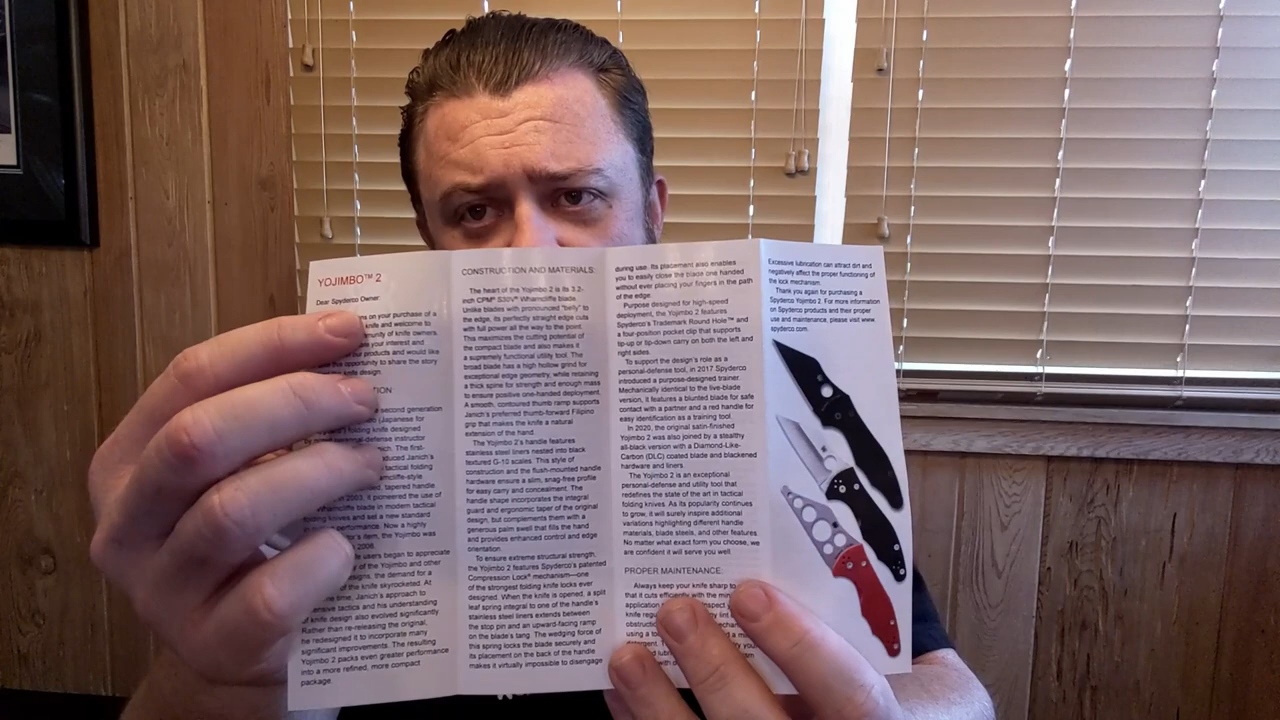 YOJIMBO™ 2
Dear Spyderco Owner:
on your purchase of a
knife and welcome to
of knife owners.
your interest and
our products and would like
opportunity to share the story
knife design.
second generation
(Japanese for
folding knife designed
defense instructor
Janich. The first
Janich's
tactical folding
style
tapered handle
2003, it pioneered the use of
Wharncliffe blade in modern tactical
folding knives and set a new standard
performance. Now a highly
item, the Yojimbo was
2008.
users began to appreciate
of the Yojimbo and other
designs, the demand for a
of the knife skyrocketed. At
time, Janich's approach to
tactics and his understanding
of knife design also evolved significantly.
Rather than re-releasing the original,
he redesigned it to incorporate many
significant improvements. The resulting
Yojimbo 2 packs even greater performance
into a more refined, more compact
package.
CONSTRUCTION AND MATERIALS:
The heart of the Yojimbo 2 is its 3.2-
inch CPM® S30V® Wharncliffe blade.
Unlike blades with pronounced "belly" to
the edge, its perfectly straight edge cuts
with full power all the way to the point.
This maximizes the cutting potential of
the compact blade and also makes it
a supremely functional utility tool. The
broad blade has a high hollow grind for
exceptional edge geometry, while retaining
a thick spine for strength and enough mass
to ensure positive one-handed deployment.
A smooth, contoured thumb ramp supports
Janich's preferred thumb-forward Filipino
grip that makes the knife a natural
extension of the hand.
The Yojimbo 2's handle features
stainless steel liners nested into black
textured G-10 scales. This style of
construction and the flush-mounted handle
hardware ensure a slim, snag-free profile
for easy carry and concealment. The
handle shape incorporates the integral
guard and ergonomic taper of the original
design, but complements them with a
generous palm swell that fills the hand
and provides enhanced control and edge
orientation.
To ensure extreme structural strength,
the Yojimbo 2 features Spyderco's patented
Compression Lock® mechanism—one
of the strongest folding knife locks ever
designed. When the knife is opened, a split
leaf spring integral to one of the handle's
stainless steel liners extends between
the stop pin and an upward-facing ramp
on the blade's tang. The wedging force of
this spring locks the blade securely and
its placement on the back of the handle
makes it virtually impossible to disengage
during use. Its placement also enables
you to easily close the blade one handed
without ever placing your fingers in the path
of the edge.
Purpose designed for high-speed
deployment, the Yojimbo 2 features
Spyderco's Trademark Round Hole™ and
a four-position pocket clip that supports
tip-up or tip-down carry on both the left and
right sides.
To support the design's role as a
personal-defense tool, in 2017 Spyderco
introduced a purpose-designed trainer.
Mechanically identical to the live-blade
version, it features a blunted blade for safe
contact with a partner and a red handle for
easy identification as a training tool.
In 2020, the original satin-finished
Yojimbo 2 was also joined by a stealthy
all-black version with a Diamond-Like-
Carbon (DLC) coated blade and blackened
hardware and liners.
The Yojimbo 2 is an exceptional
personal-defense and utility tool that
redefines the state of the art in tactical
folding knives. As its popularity continues
to grow, it will surely inspire additional
variations highlighting different handle
materials, blade steels, and other features.
No matter what exact form you choose, we
are confident it will serve you well.
PROPER MAINTENANCE:
Always keep your knife sharp to
that it cuts efficiently with the
application
knife
using a
Excessive lubrication can attract dirt and
negatively affect the proper functioning of
the lock mechanism.
Thank you again for purchasing a
Spyderco Yojimbo 2. For more information
on Spyderco products and their proper
use and maintenance, please visit www.
spyderco.com.